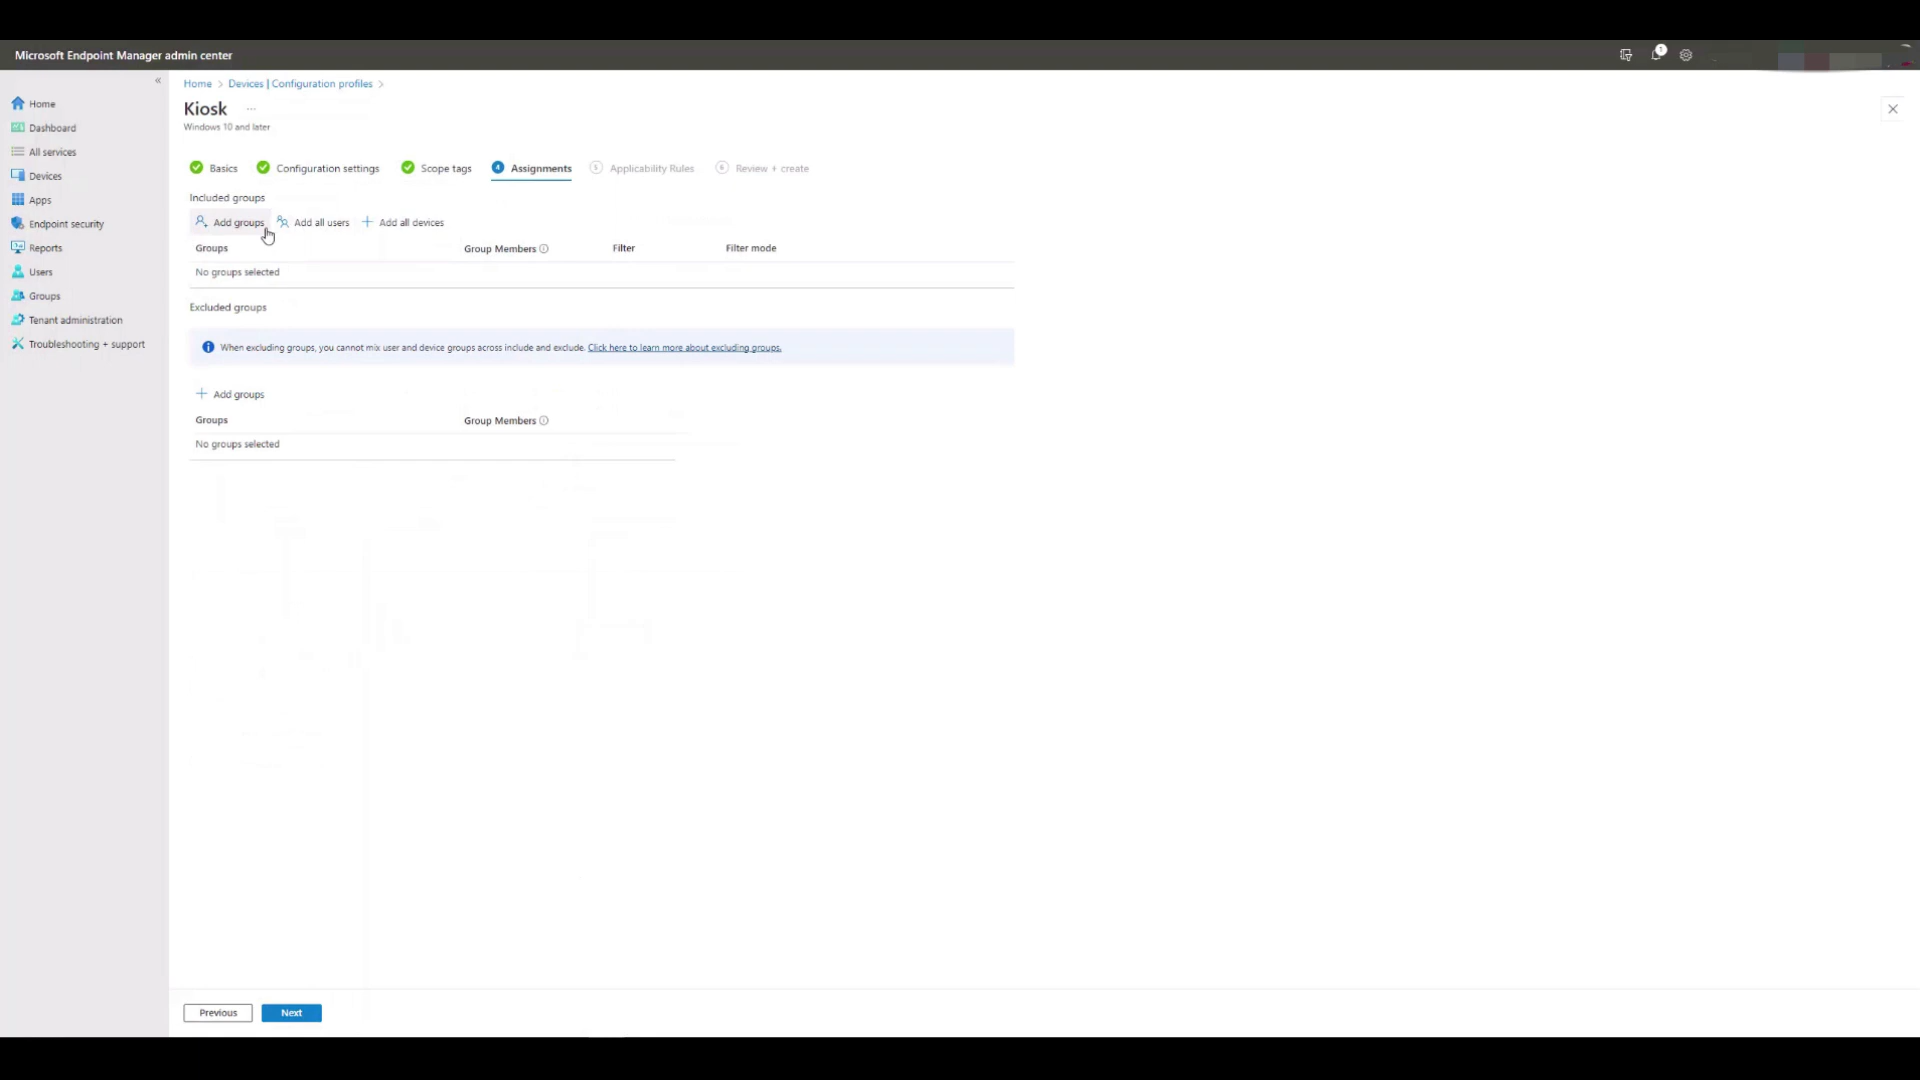 Microsoft Endpoint Manager admin center
1
«
Home > Devices | Configuration profiles >
Kiosk ...
Windows 10 and later
Home
Dashboard
All services
Devices
Apps
Endpoint security
Reports
Users
Groups
Tenant administration
Troubleshooting + support
Basics
Configuration settings
Scope tags
4 Assignments
5 Applicability Rules
6 Review + create
Included groups
Add groups
Add all users
+ Add all devices
Groups
Group Members
Filter
Filter mode
No groups selected
Excluded groups
When excluding groups, you cannot mix user and device groups across include and exclude. Click here to learn more about excluding groups.
+ Add groups
Groups
Group Members
No groups selected
Previous
Next